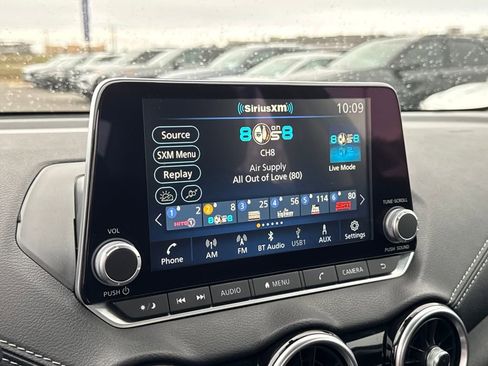 SiriusXM
10:09
Source
8 on 8
CH8
SXM Menu
Air Supply
All Out of Love (80)
Live Mode
Replay
1
2
8
25
4
56
5
114
6
80
HITS 1
VOL
TUNE·SCROLL
Phone
AM
FM
BT Audio
USB1
AUX
Settings
PUSH
PUSH SOUND
AUDIO
MENU
CAMERA